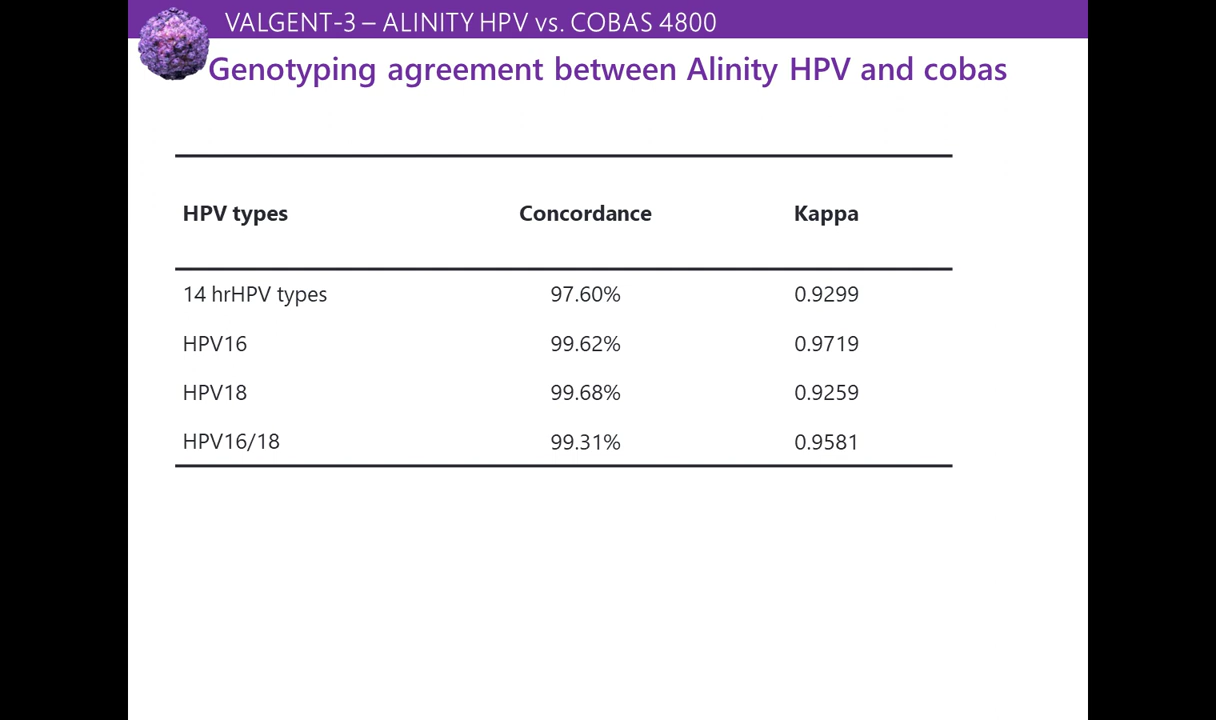 VALGENT-3 – ALINITY HPV vs. COBAS 4800
Genotyping agreement between Alinity HPV and cobas
HPV types Concordance Kappa
14 hrHPV types 97.60% 0.9299
HPV16 99.62% 0.9719
HPV18 99.68% 0.9259
HPV16/18 99.31% 0.9581